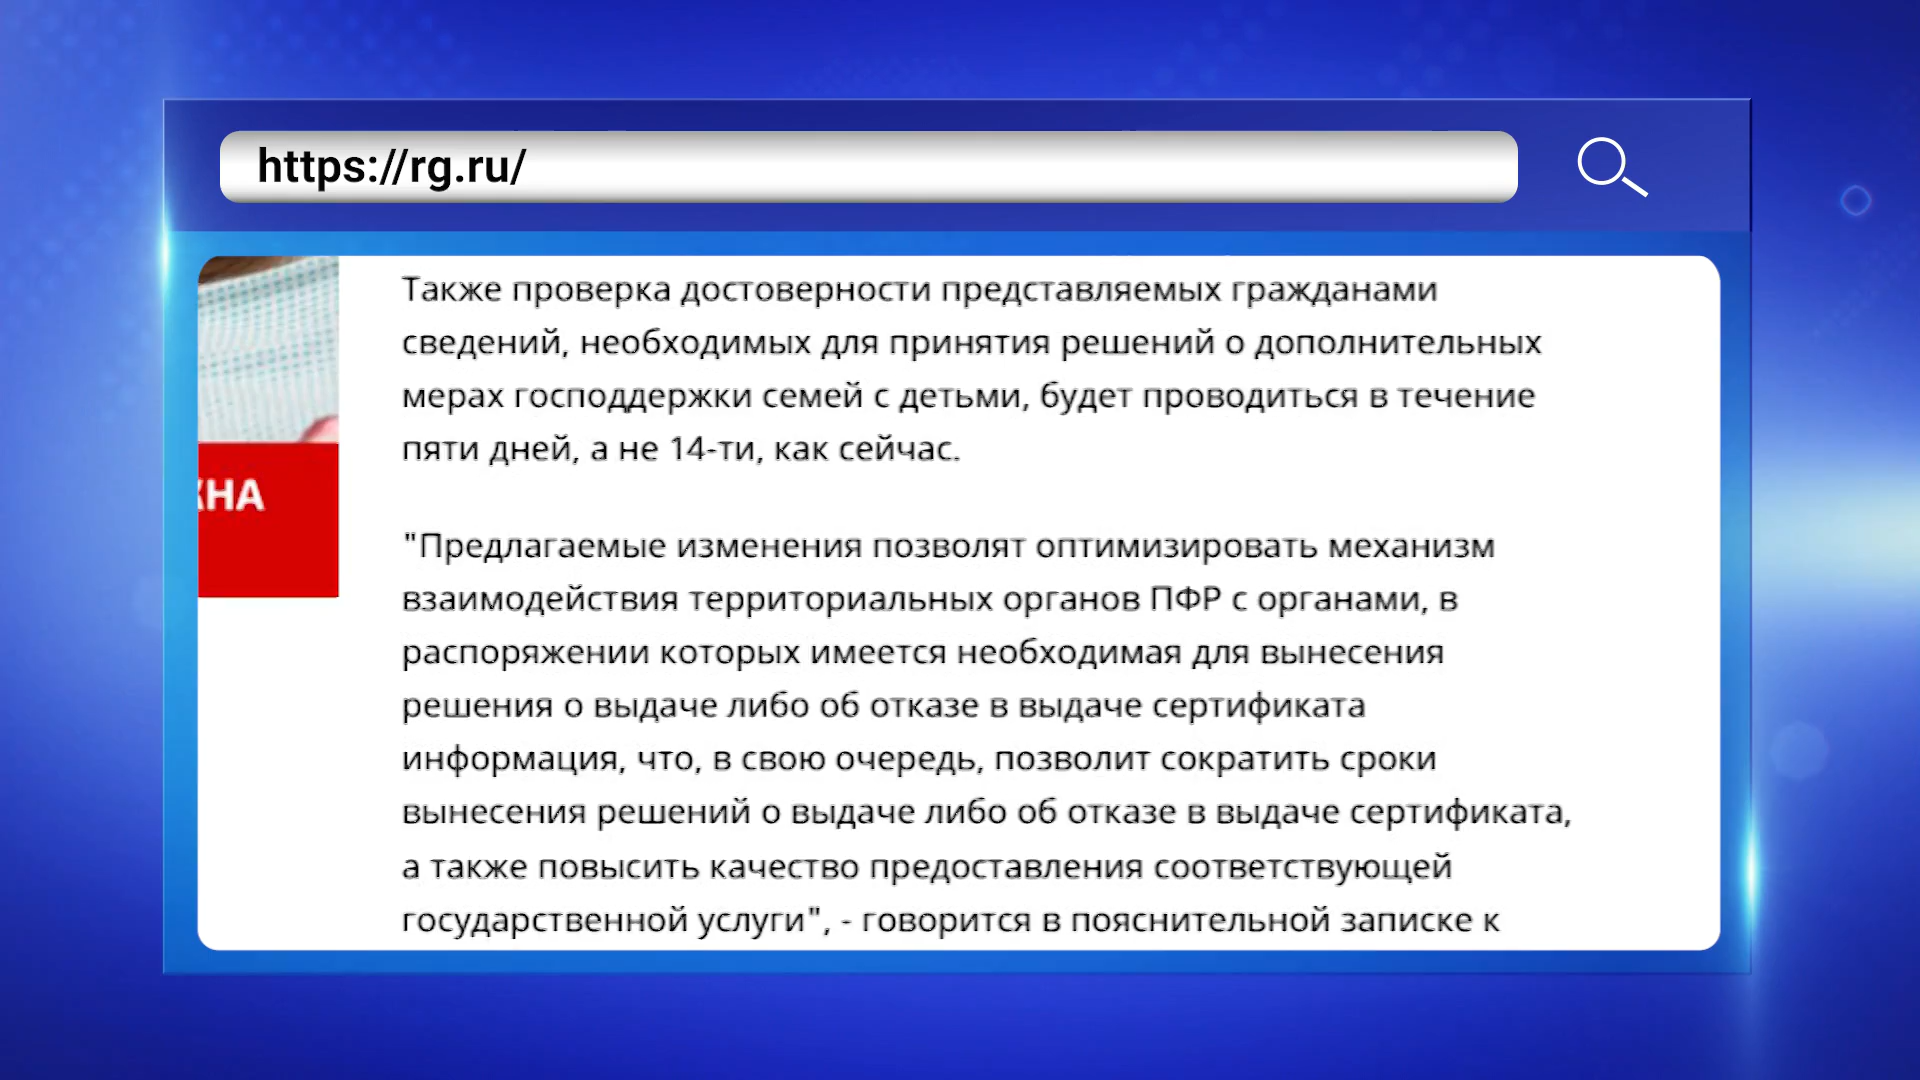 https://rg.ru/
Также проверка достоверности представляемых гражданами
сведений, необходимых для принятия решений о дополнительных
мерах господдержки семей с детьми, будет проводиться в течение
пяти дней, а не 14-ти, как сейчас.
НА
"Предлагаемые изменения позволят оптимизировать механизм
взаимодействия территориальных органов ПФР с органами, в
распоряжении которых имеется необходимая для вынесения
решения о выдаче либо об отказе в выдаче сертификата
информация, что, в свою очередь, позволит сократить сроки
вынесения решений о выдаче либо об отказе в выдаче сертификата,
а также повысить качество предоставления соответствующей
государственной услуги", - говорится в пояснительной записке к